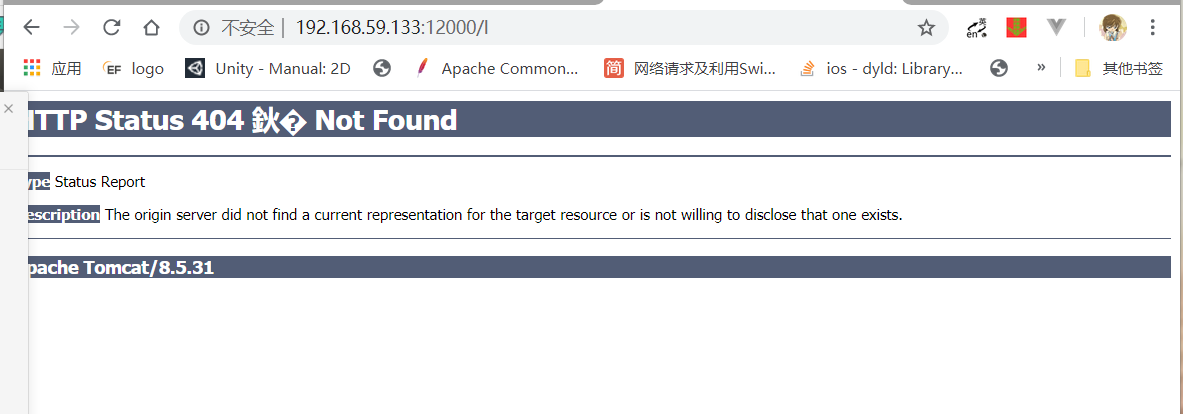 不安全 | 192.168.59.133:12000/l
应用 logo Unity - Manual: 2D Apache Common... 网络请求及利用Swi... ios - dyld: Library... » 其他书签
HTTP Status 404 鈥� Not Found
ype Status Report
escription The origin server did not find a current representation for the target resource or is not willing to disclose that one exists.
pache Tomcat/8.5.31